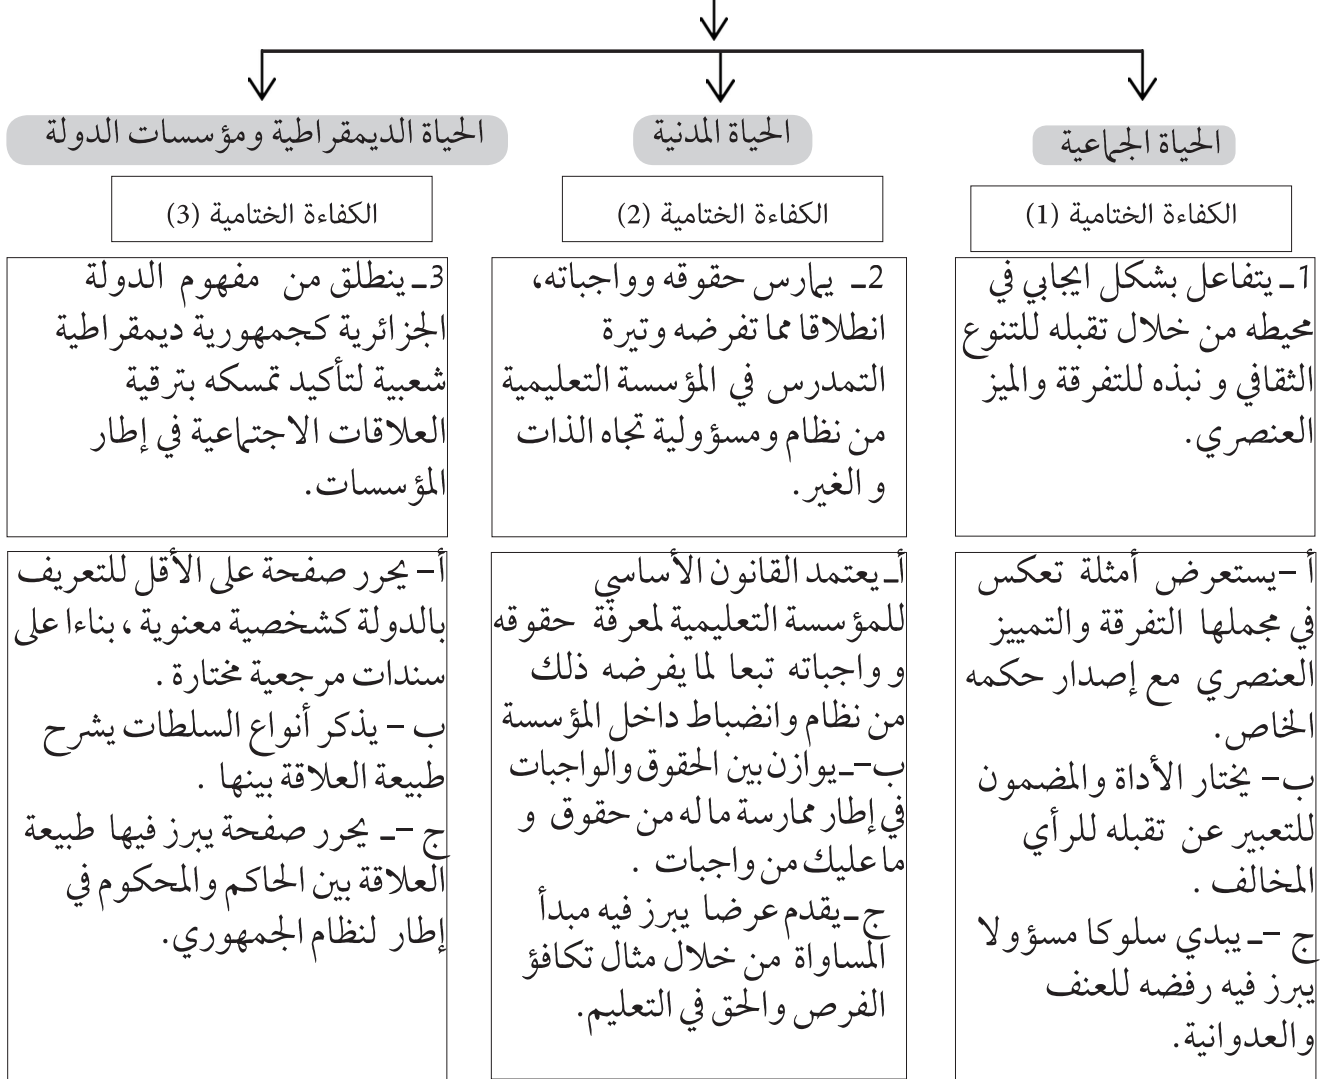 الحياة الجماعية
الحياة المدنية
الحياة الديمقراطية ومؤسسات الدولة
الكفاءة الختامية (1)
الكفاءة الختامية (2)
الكفاءة الختامية (3)
1ـ يتفاعل بشكل ايجابي في
محيطه من خلال تقبله للتنوع
الثقافي و نبذه للتفرقة والميز
العنصري.
2ـ يمارس حقوقه وواجباته،
انطلاقا مما تفرضه وتيرة
التمدرس في المؤسسة التعليمية
من نظام ومسؤولية تجاه الذات
و الغير.
3ـ ينطلق من مفهوم الدولة
الجزائرية كجمهورية ديمقراطية
شعبية لتأكيد تمسكه بترقية
العلاقات الاجتماعية في إطار
المؤسسات.
أ –يستعرض أمثلة تعكس
في مجملها التفرقة والتمييز
العنصري مع إصدار حكمه
الخاص.
ب– يختار الأداة والمضمون
للتعبير عن تقبله للرأي
المخالف .
ج –ـ يبدي سلوكا مسؤولا
يبرز فيه رفضه للعنف
والعدوانية.
أـ يعتمد القانون الأساسي
للمؤسسة التعليمية لمعرفة حقوقه
و واجباته تبعا لما يفرضه ذلك
من نظام وانضباط داخل المؤسسة
ب–ـ يوازن بين الحقوق والواجبات
في إطار ممارسة ماله من حقوق و
ما عليك من واجبات .
ج ـ يقدم عرضا يبرز فيه مبدأ
المساواة من خلال مثال تكافؤ
الفرص والحق في التعليم.
أ– يحرر صفحة على الأقل للتعريف
بالدولة كشخصية معنوية ، بناءا على
سندات مرجعية مختارة .
ب – يذكر أنواع السلطات يشرح
طبيعة العلاقة بينها .
ج –ـ يحرر صفحة يبرز فيها طبيعة
العلاقة بين الحاكم والمحكوم في
إطار لنظام الجمهوري.